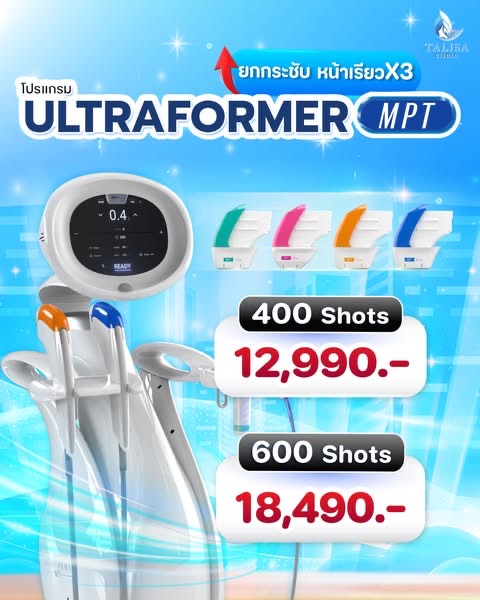 TALISA
clinic
ยกกระชับ หน้าเรียวX3
โปรแกรม
ULTRAFORMER MPT
0.4
READY
400 Shots
12,990.-
600 Shots
18,490.-